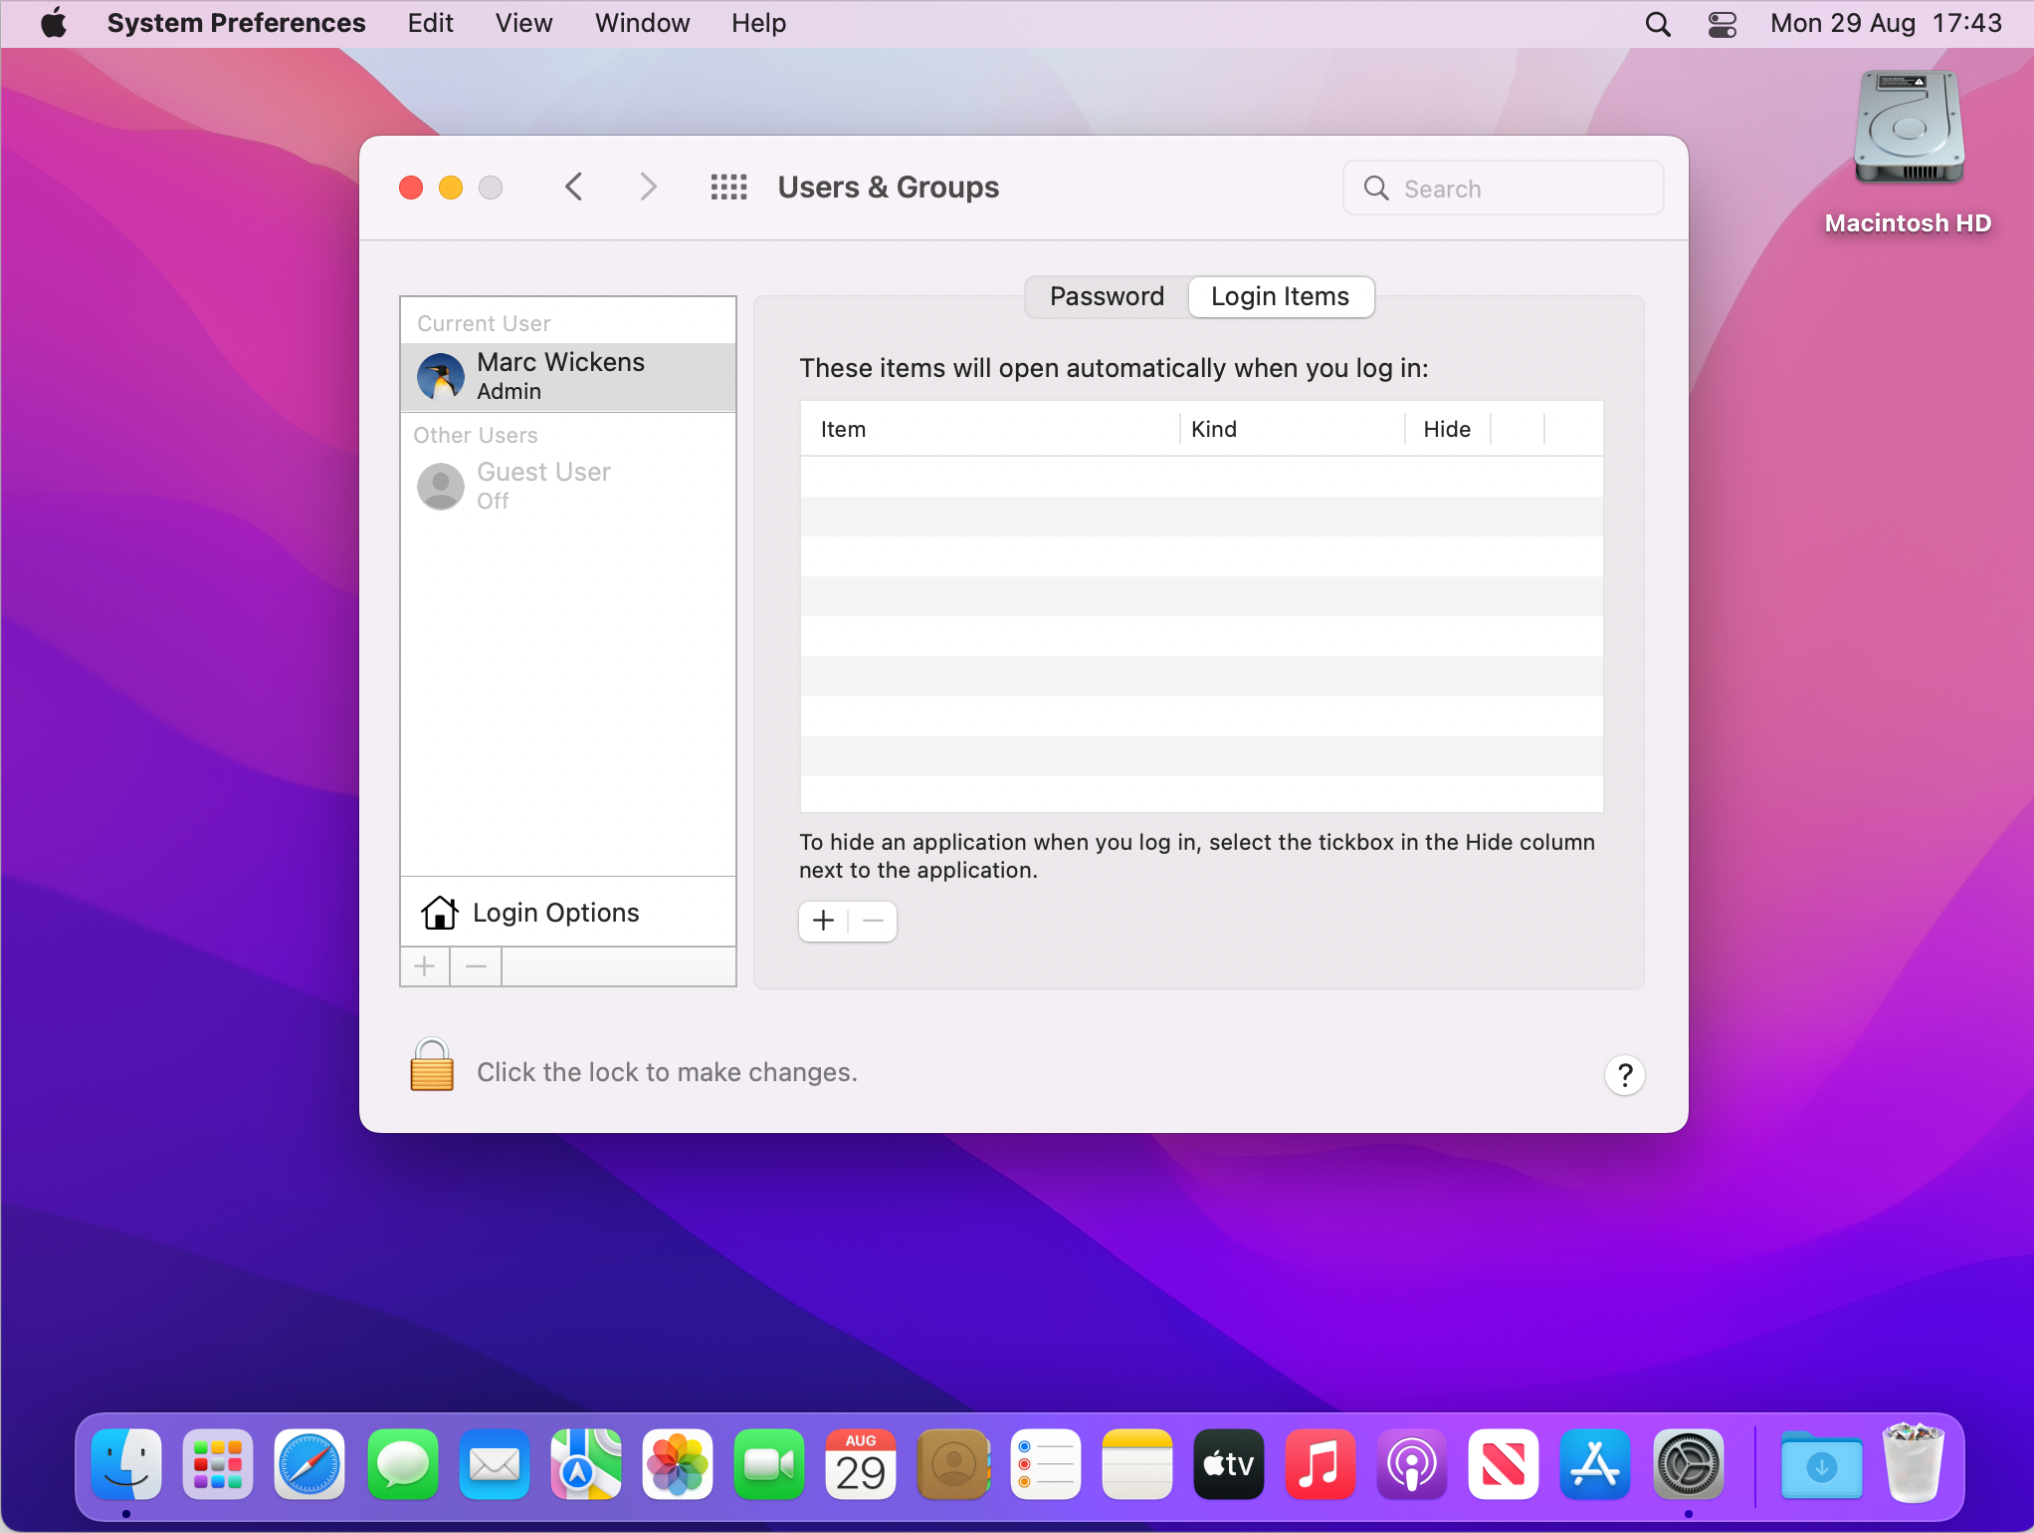 System Preferences Edit View Window Help Mon 29 Aug 17:43
Macintosh HD
Users & Groups
Search
Password Login Items
Current User
Marc Wickens
Admin
Other Users
Guest User
Off
Login Options
These items will open automatically when you log in:
Item Kind Hide
To hide an application when you log in, select the tickbox in the Hide column
next to the application.
Click the lock to make changes.
?
AUG
29
tv